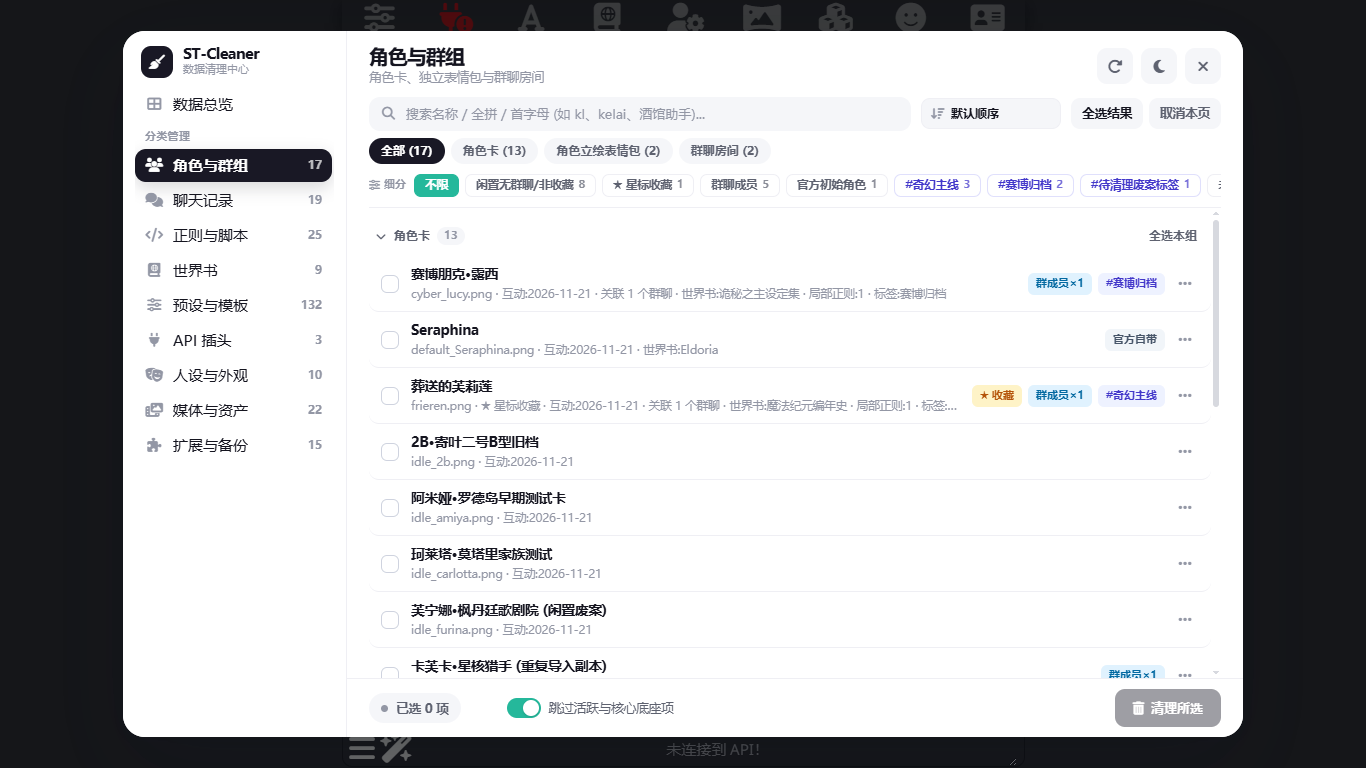 ST-Cleaner
数据清理中心
数据总览
分类管理
角色与群组 17
聊天记录 19
正则与脚本 25
世界书 9
预设与模板 132
API 插头 3
人设与外观 10
媒体与资产 22
扩展与备份 15
角色与群组
角色卡、独立表情包与群聊房间
搜索名称 / 全拼 / 首字母 (如 kl、kelai、酒馆助手)...
默认顺序
全选结果
取消本页
全部 (17)
角色卡 (13)
角色立绘表情包 (2)
群聊房间 (2)
细分
不限
闲置无群聊/非收藏 8
★ 星标收藏 1
群聊成员 5
官方初始角色 1
#奇幻主线 3
#赛博归档 2
#待清理废案标签 1
角色卡 13
全选本组
赛博朋克•露西
cyber_lucy.png · 互动:2026-11-21 · 关联 1 个群聊 · 世界书:诡秘之主设定集 · 局部正则:1 · 标签:赛博归档
群成员×1
#赛博归档
Seraphina
default_Seraphina.png · 互动:2026-11-21 · 世界书:Eldoria
官方自带
葬送的芙莉莲
frieren.png · ★ 星标收藏 · 互动:2026-11-21 · 关联 1 个群聊 · 世界书:魔法纪元编年史 · 局部正则:1 · 标签:...
★ 收藏
群成员×1
#奇幻主线
2B•寄叶二号B型旧档
idle_2b.png · 互动:2026-11-21
阿米娅•罗德岛早期测试卡
idle_amiya.png · 互动:2026-11-21
珂莱塔•莫塔里家族测试
idle_carlotta.png · 互动:2026-11-21
芙宁娜•枫丹廷歌剧院 (闲置废案)
idle_furina.png · 互动:2026-11-21
卡芙卡•星核猎手 (重复导入副本)
群成员×1
已选 0 项
跳过活跃与核心底座项
清理所选
未连接到 API!